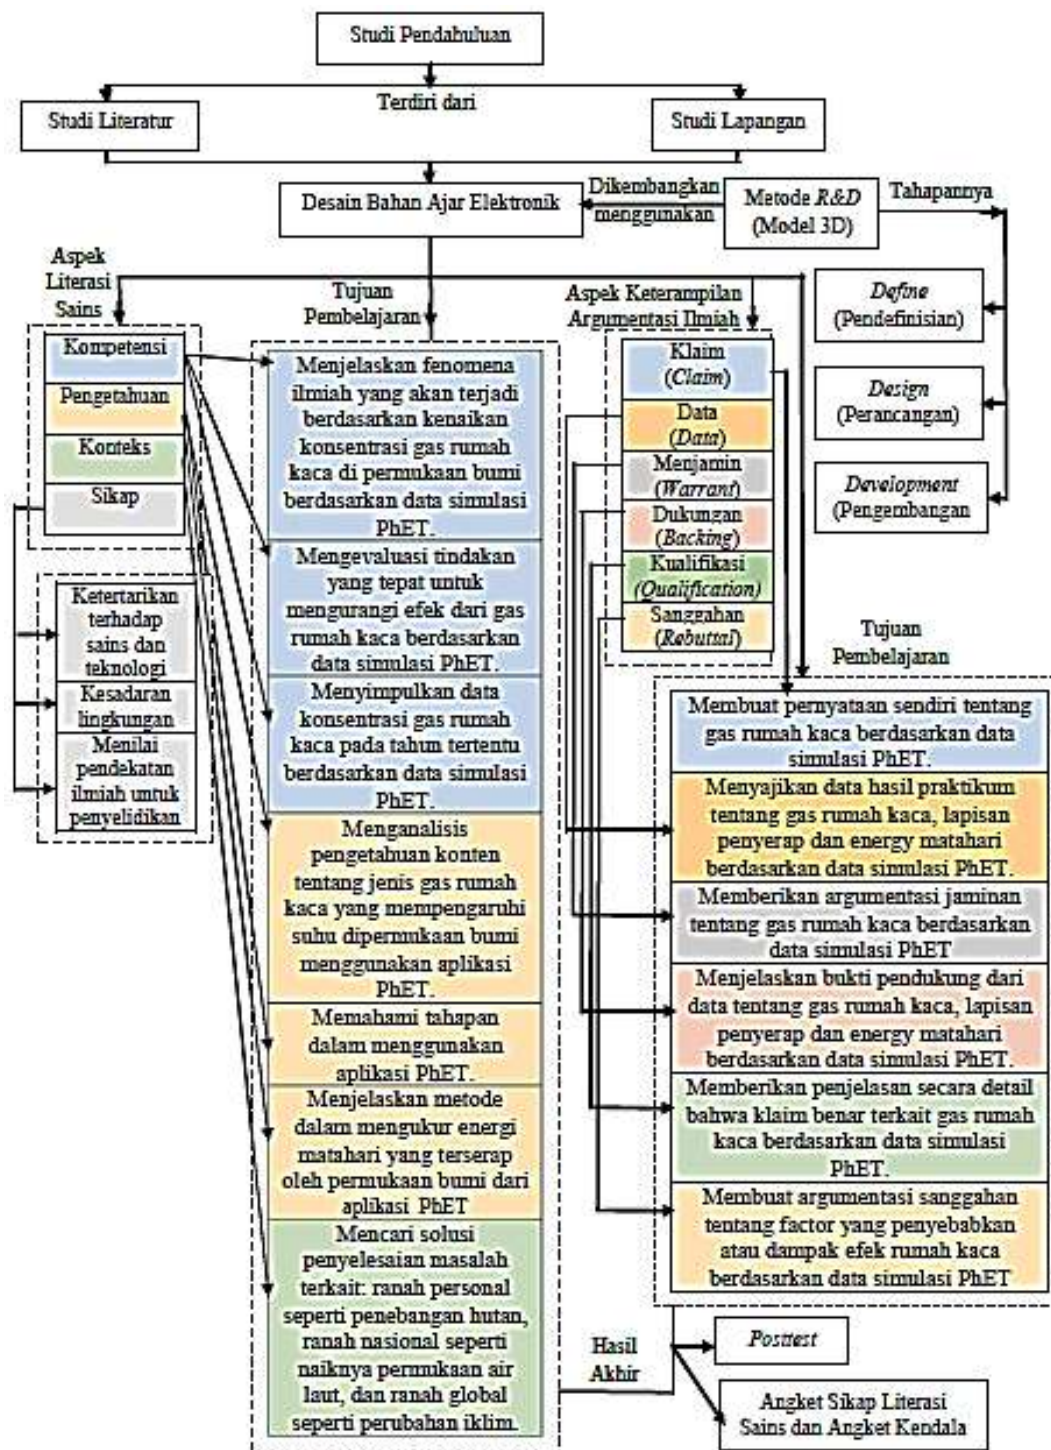 Studi Pendahuluan
Terdiri dari
Studi Literatur
Studi Lapangan
Desain Bahan Ajar Elektronik
Dikembangkan
menggunakan
Metode R&D
(Model 3D)
Tahapannya
Define
(Pendefinisian)
Design
(Perancangan)
Development
(Pengembangan
Aspek
Literasi
Sains
Kompetensi
Pengetahuan
Konteks
Sikap
Ketertarikan
terhadap
sains dan
teknologi
Kesadaran
lingkungan
Menilai
pendekatan
ilmiah untuk
penyelidikan
Tujuan
Pembelajaran
Menjelaskan fenomena
ilmiah yang akan terjadi
berdasarkan kenaikan
konsentrasi gas rumah
kaca di permukaan bumi
berdasarkan data simulasi
PhET.
Mengevaluasi tindakan
yang tepat untuk
mengurangi efek dari gas
rumah kaca berdasarkan
data simulasi PhET.
Menyimpulkan data
konsentrasi gas rumah
kaca pada tahun tertentu
berdasarkan data simulasi
PhET.
Menganalisis
pengetahuan konten
tentang jenis gas rumah
kaca yang mempengaruhi
suhu dipermukaan bumi
menggunakan aplikasi
PhET.
Memahami tahapan
dalam menggunakan
aplikasi PhET.
Menjelaskan metode
dalam mengukur energi
matahari yang terserap
oleh permukaan bumi dari
aplikasi PhET
Mencari solusi
penyelesaian masalah
terkait: ranah personal
seperti penebangan hutan,
ranah nasional seperti
naiknya permukaan air
laut, dan ranah global
seperti perubahan iklim.
Aspek Keterampilan
Argumentasi Ilmiah
Klaim
(Claim)
Data
(Data)
Menjamin
(Warrant)
Dukungan
(Backing)
Kualifikasi
(Qualification)
Sanggahan
(Rebuttal)
Tujuan
Pembelajaran
Membuat pernyataan sendiri tentang
gas rumah kaca berdasarkan data
simulasi PhET.
Menyajikan data hasil praktikum
tentang gas rumah kaca, lapisan
penyerap dan energy matahari
berdasarkan data simulasi PhET.
Memberikan argumentasi jaminan
tentang gas rumah kaca berdasarkan
data simulasi PhET
Menjelaskan bukti pendukung dari
data tentang gas rumah kaca, lapisan
penyerap dan energy matahari
berdasarkan data simulasi PhET.
Memberikan penjelasan secara detail
bahwa klaim benar terkait gas rumah
kaca berdasarkan data simulasi
PhET.
Membuat argumentasi sanggahan
tentang factor yang penyebabkan
atau dampak efek rumah kaca
berdasarkan data simulasi PhET
Hasil
Akhir
Posttest
Angket Sikap Literasi
Sains dan Angket Kendala